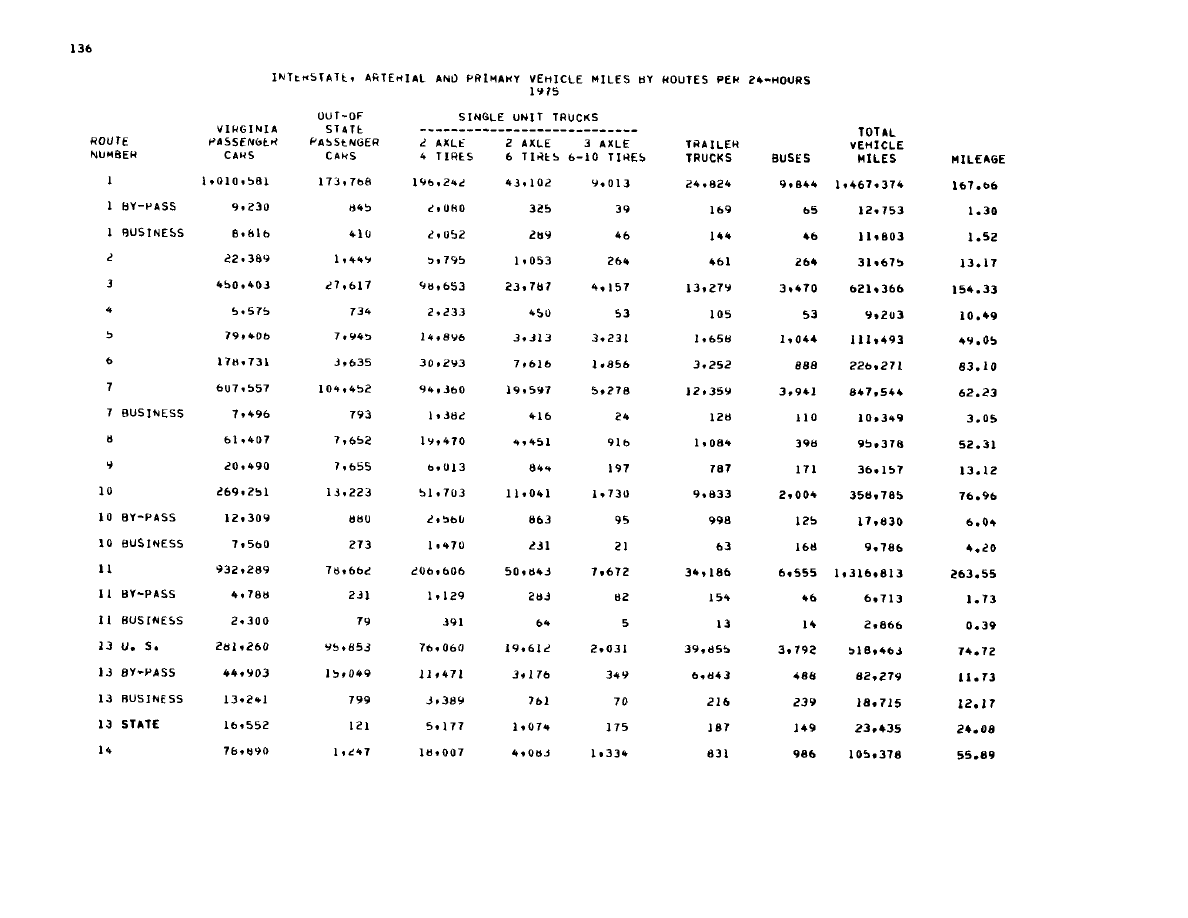 136
INTERSTATE, ARTERIAL AND PRIMARY VEHICLE MILES BY ROUTES PER 24-HOURS
1975
OUT-OF SINGLE UNIT TRUCKS
VIRGINIA STATE ---------------------------- TOTAL
ROUTE PASSENGER PASSENGER 2 AXLE 2 AXLE 3 AXLE TRAILER VEHICLE
NUMBER CARS CARS 4 TIRES 6 TIRES 6-10 TIRES TRUCKS BUSES MILES MILEAGE
1 1,010,581 173,768 196,242 43,102 9,013 24,824 9,844 1,467,374 167.66
1 BY-PASS 9,230 845 2,080 325 39 169 65 12,753 1.30
1 BUSINESS 8,816 410 2,052 289 46 144 46 11,803 1.52
2 22,389 1,449 5,795 1,053 264 461 264 31,675 13.17
3 450,403 27,617 98,653 23,787 4,157 13,279 3,470 621,366 154.33
4 5,575 734 2,233 450 53 105 53 9,203 10.49
5 79,406 7,945 14,896 3,313 3,231 1,658 1,044 111,493 49.05
6 178,731 3,635 30,293 7,616 1,856 3,252 888 226,271 83.10
7 607,557 104,452 94,360 19,597 5,278 12,359 3,941 847,544 62.23
7 BUSINESS 7,496 793 1,382 416 24 128 110 10,349 3.05
8 61,407 7,652 19,470 4,451 916 1,084 398 95,378 52.31
9 20,490 7,655 6,013 844 197 787 171 36,157 13.12
10 269,251 13,223 51,703 11,041 1,730 9,833 2,004 358,785 76.96
10 BY-PASS 12,309 880 2,560 863 95 998 125 17,830 6.04
10 BUSINESS 7,560 273 1,470 231 21 63 168 9,786 4.20
11 932,289 78,662 206,606 50,843 7,672 34,186 6,555 1,316,813 263.55
11 BY-PASS 4,788 231 1,129 283 82 154 46 6,713 1.73
11 BUSINESS 2,300 79 391 64 5 13 14 2,866 0.39
13 U. S. 281,260 95,853 76,060 19,612 2,031 39,855 3,792 518,463 74.72
13 BY-PASS 44,903 15,049 11,471 3,176 349 6,843 488 82,279 11.73
13 BUSINESS 13,241 799 3,389 761 70 216 239 18,715 12.17
13 STATE 16,552 121 5,177 1,074 175 187 149 23,435 24.08
14 78,890 1,247 18,007 4,083 1,334 831 986 105,378 55.89